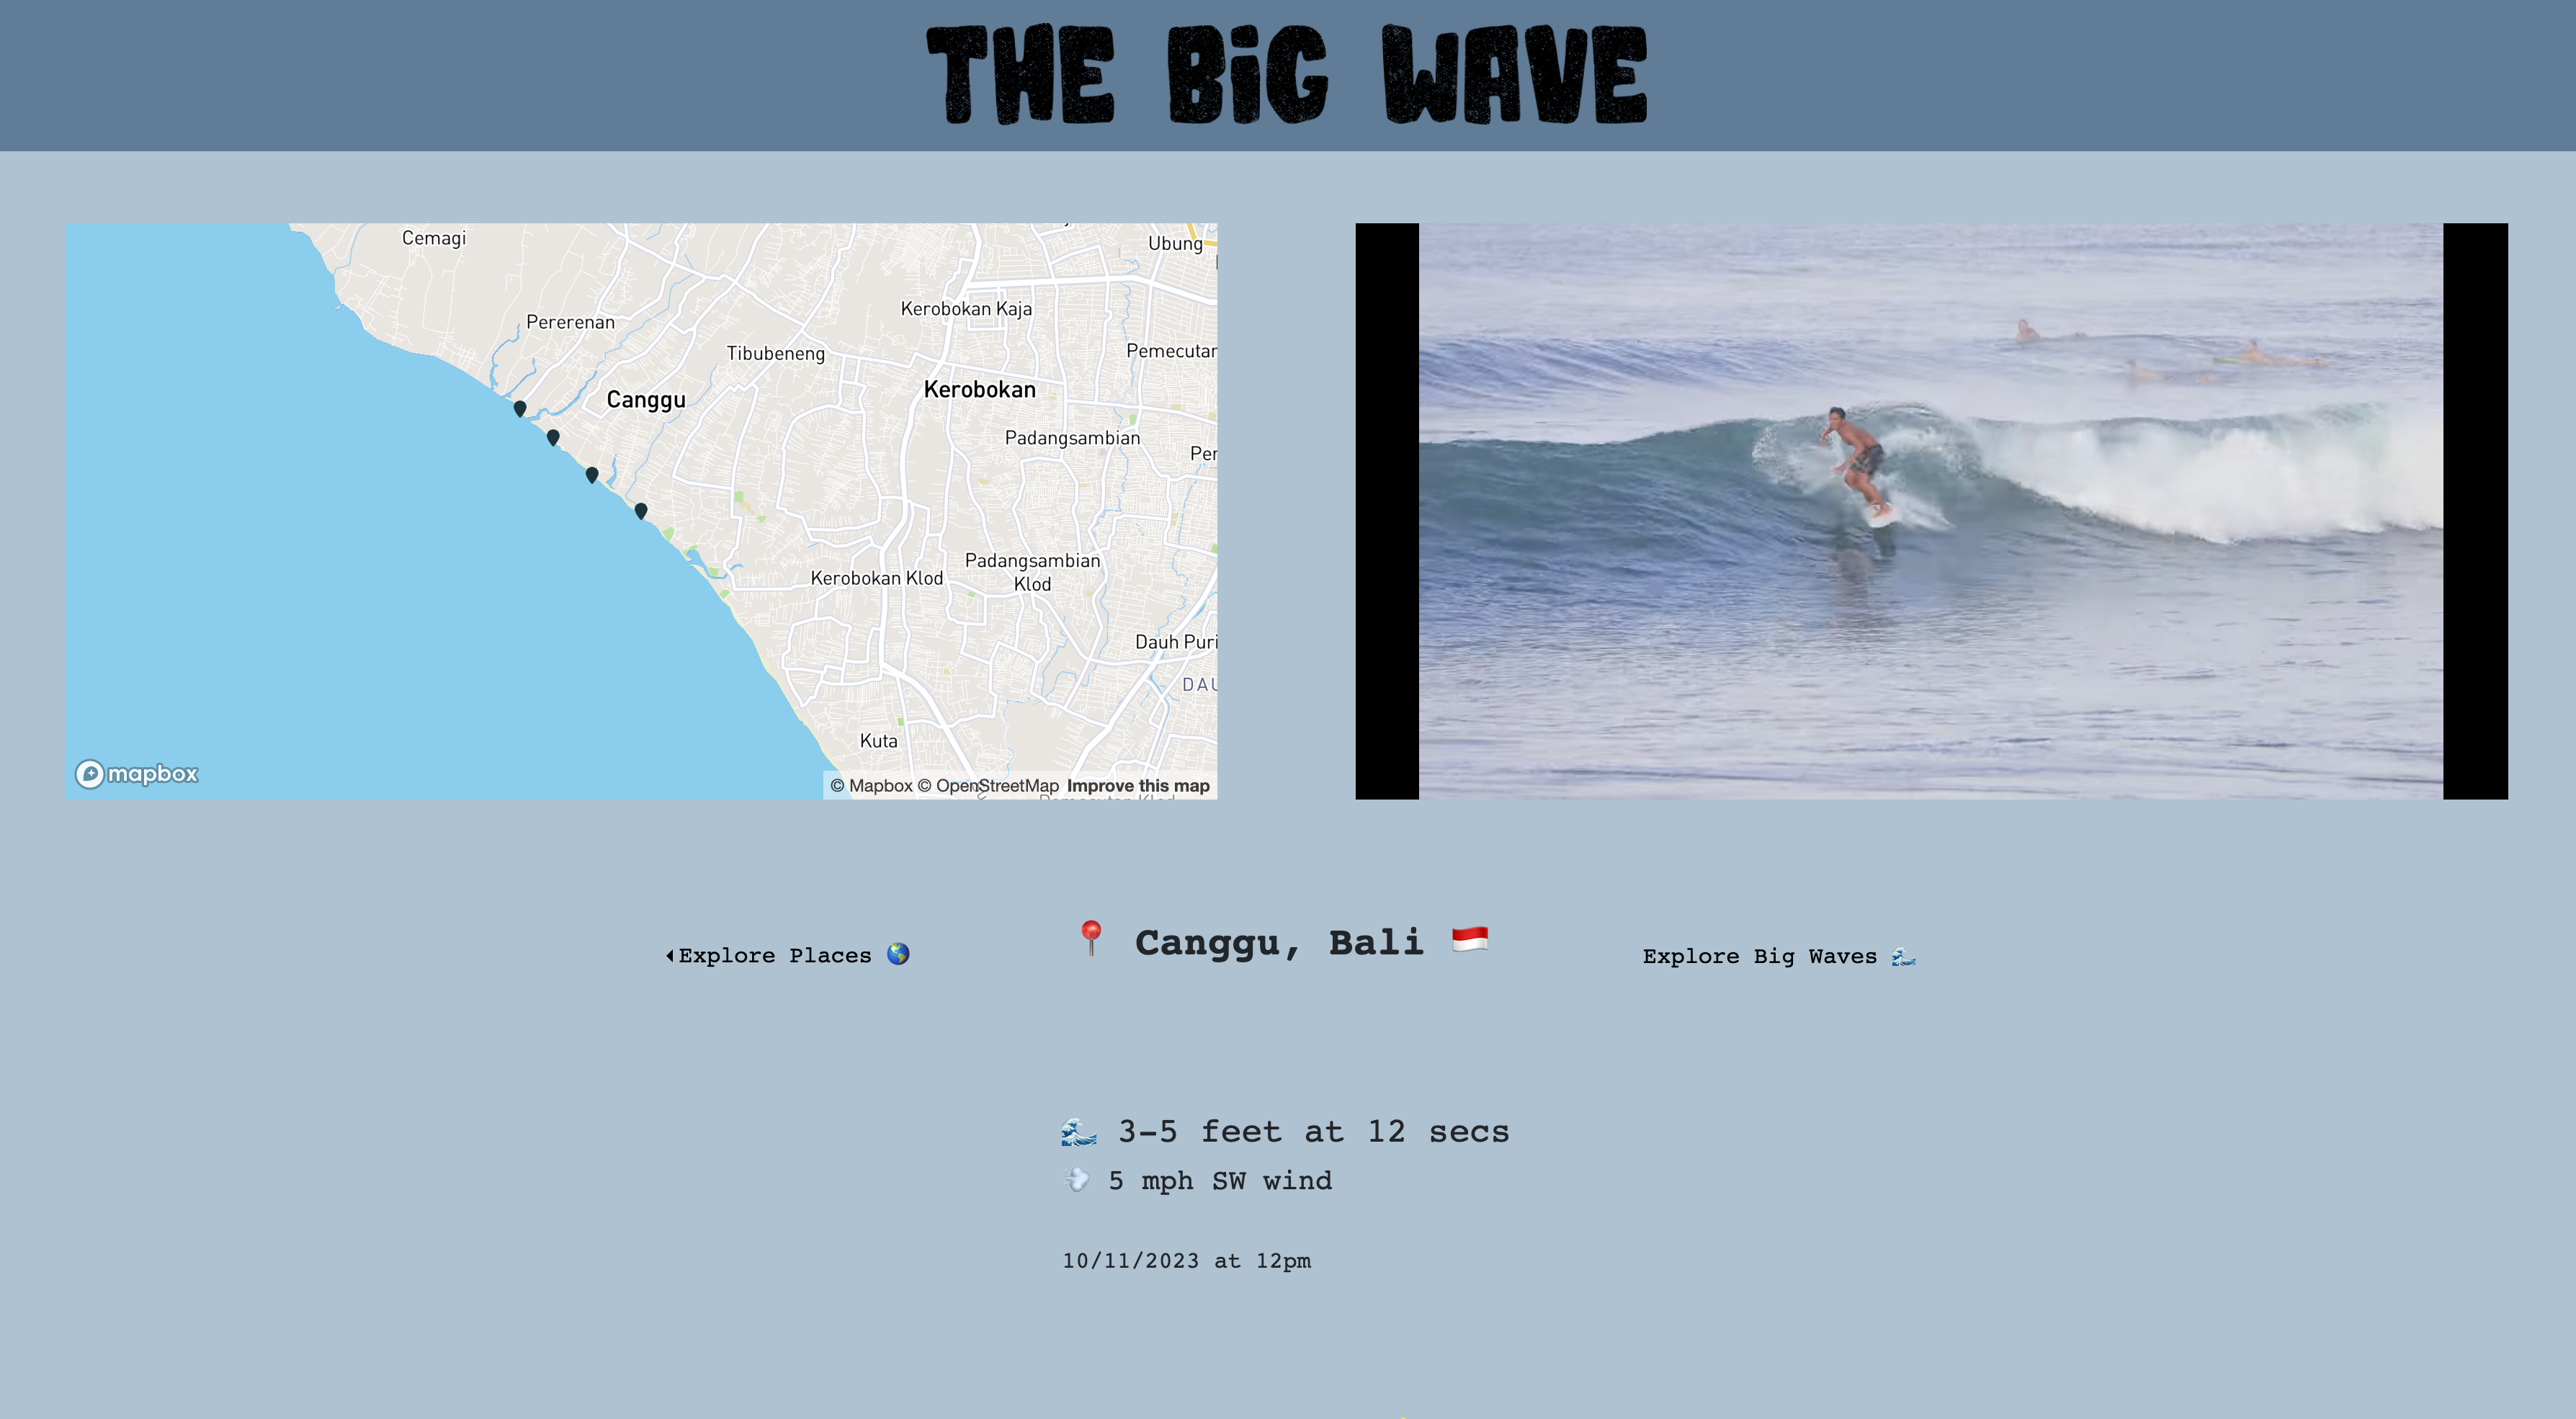 THE BiG WAVE
Cemagi
Ubung
Kerobokan Kaja
Pererenan
Pemecutar
Tibubeneng
Kerobokan
Canggu
Padangsambian
Per
Padangsambian
Klod
Kerobokan Klod
Dauh Puri
DAU
Kuta
mapbox
© Mapbox © OpenStreetMap Improve this map
📍 Canggu, Bali 🇮🇩
Explore Places 🌎
Explore Big Waves 🌊
🌊 3-5 feet at 12 secs
💨 5 mph SW wind
10/11/2023 at 12pm